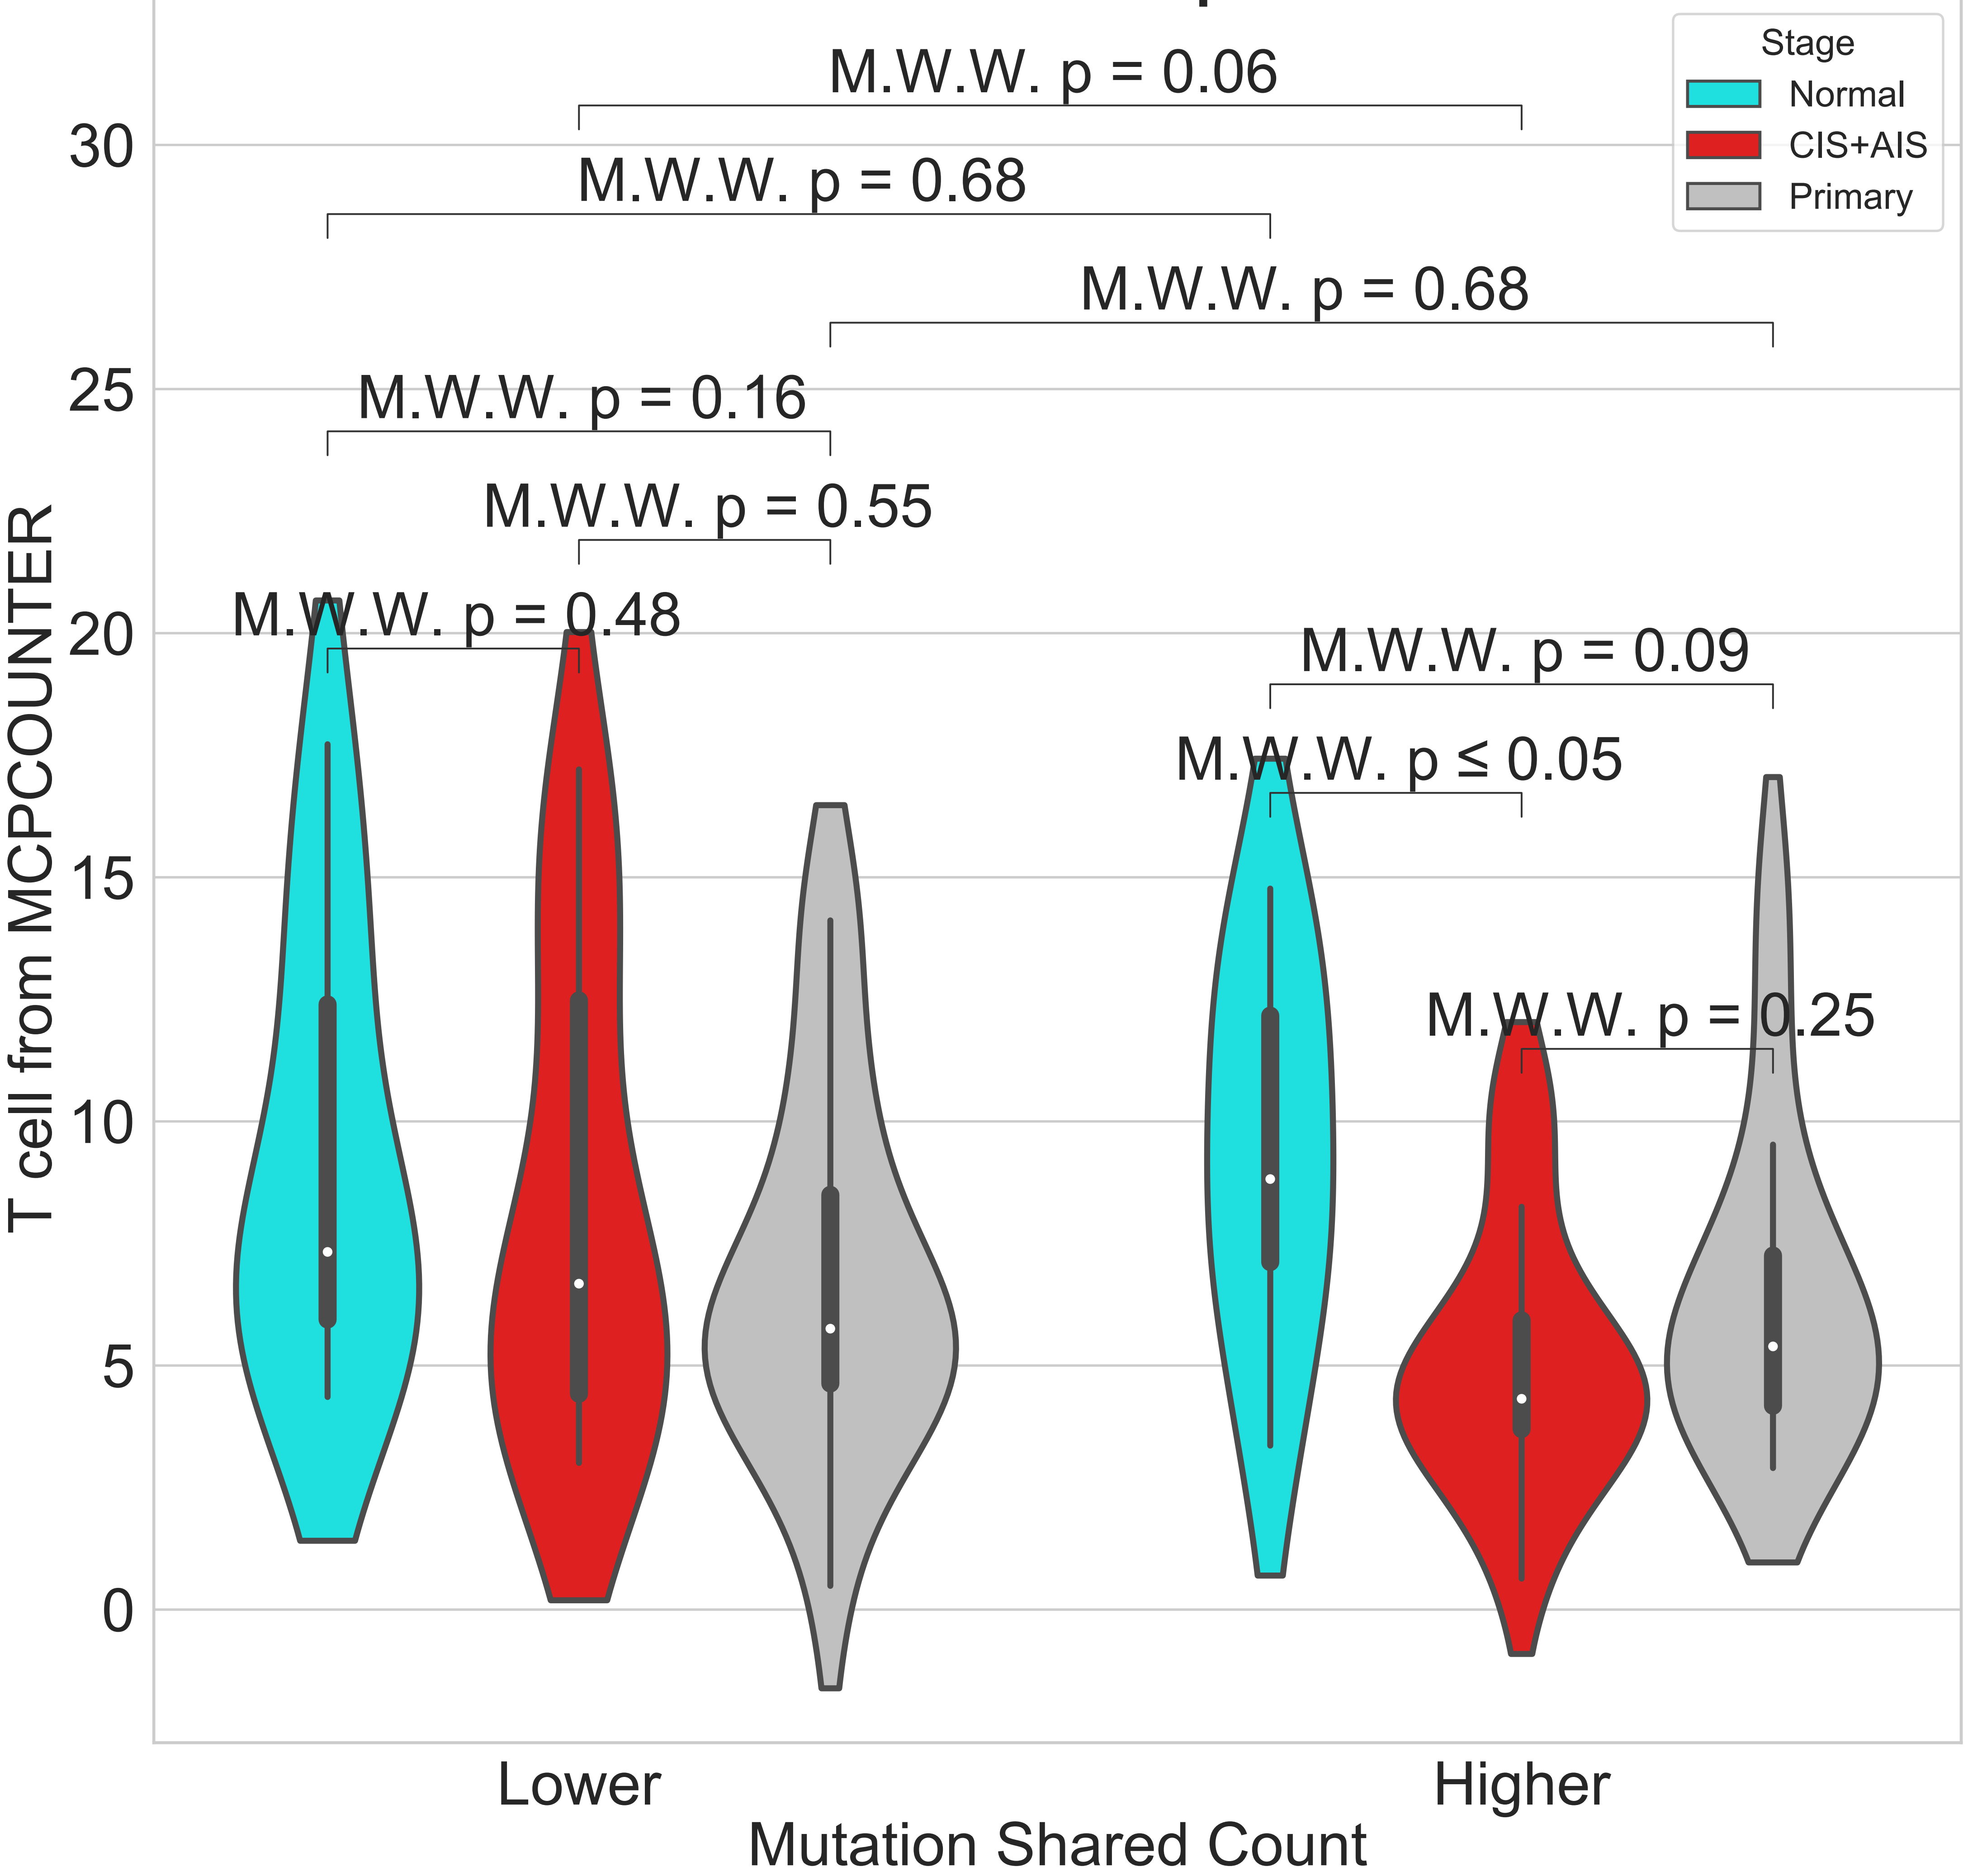 Stage
Normal
CIS+AIS
Primary
M.W.W. p = 0.06
M.W.W. p = 0.68
M.W.W. p = 0.68
M.W.W. p = 0.16
M.W.W. p = 0.55
M.W.W. p = 0.48
M.W.W. p = 0.09
M.W.W. p ≤ 0.05
M.W.W. p = 0.25
30
25
20
15
10
5
0
T cell from MCPCOUNTER
Lower
Higher
Mutation Shared Count